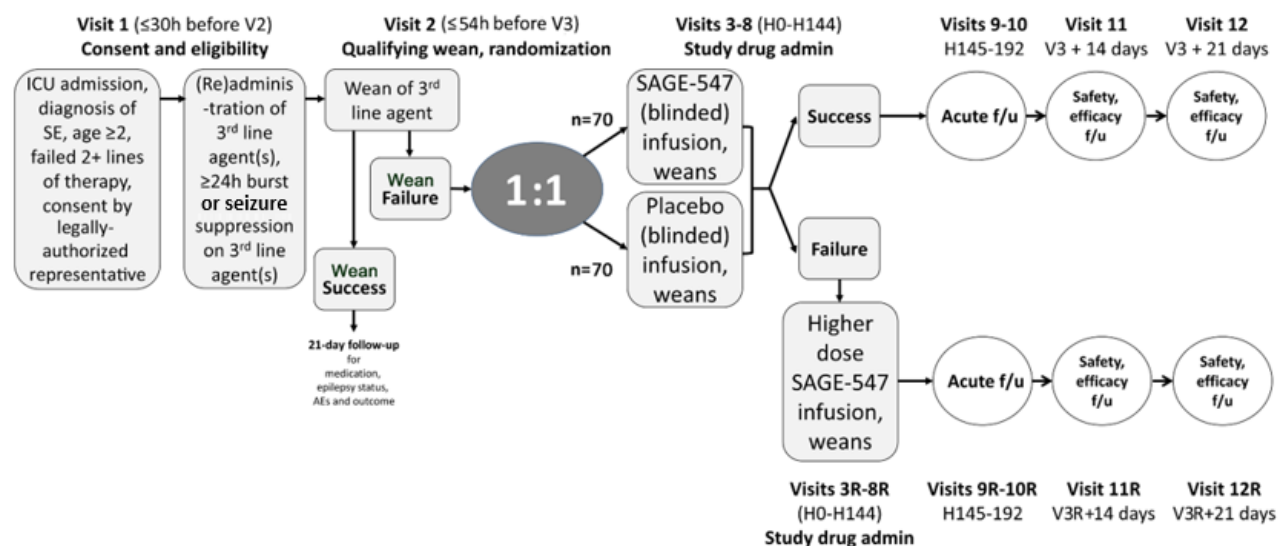 Visit 1 (≤30h before V2)
Consent and eligibility
ICU admission,
diagnosis of
SE, age ≥2,
failed 2+ lines
of therapy,
consent by
legally-
authorized
representative
(Re)adminis
-tration of
3rd line
agent(s),
≥24h burst
or seizure
suppression
on 3rd line
agent(s)
Visit 2 (≤54h before V3)
Qualifying wean, randomization
Wean of 3rd
line agent
Wean
Failure
Wean
Success
21-day follow-up
for
medication,
epilepsy status,
AEs and outcome
1:1
n=70
n=70
Visits 3-8 (H0-H144)
Study drug admin
SAGE-547
(blinded)
infusion,
weans
Placebo
(blinded)
infusion,
weans
Success
Failure
Higher
dose
SAGE-547
infusion,
weans
Visits 3R-8R
(H0-H144)
Study drug admin
Visits 9-10
H145-192
Acute f/u
Visit 11
V3 + 14 days
Safety,
efficacy
f/u
Visit 12
V3 + 21 days
Safety,
efficacy
f/u
Acute f/u
Visits 9R-10R
H145-192
Safety,
efficacy
f/u
Visit 11R
V3R+14 days
Safety,
efficacy
f/u
Visit 12R
V3R+21 days